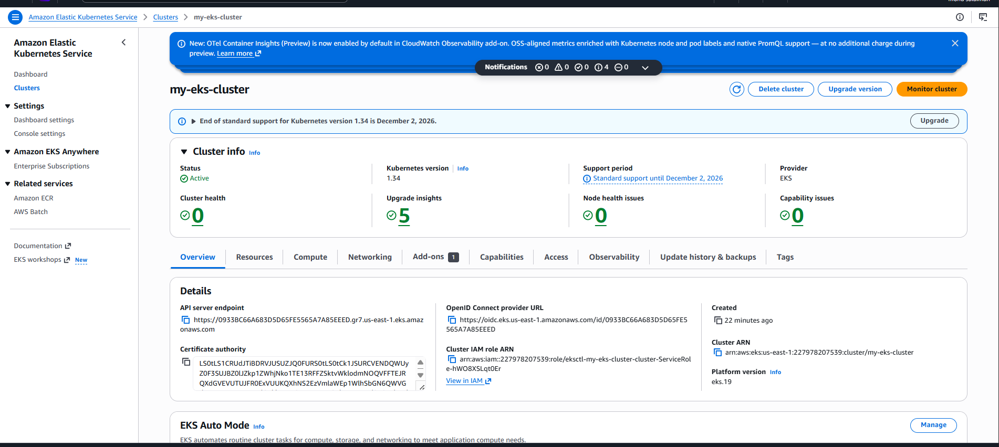 Amazon Elastic Kubernetes Service > Clusters > my-eks-cluster
Amazon Elastic
Kubernetes Service
Dashboard
Clusters
Settings
Dashboard settings
Console settings
Amazon EKS Anywhere
Enterprise Subscriptions
Related services
Amazon ECR
AWS Batch
Documentation
EKS workshops New
New: OTel Container Insights (Preview) is now enabled by default in CloudWatch Observability add-on. OSS-aligned metrics enriched with Kubernetes node and pod labels and native PromQL support — at no additional charge during
preview. Learn more
Notifications 0 0 0 4 0
my-eks-cluster
Delete cluster
Upgrade version
Monitor cluster
End of standard support for Kubernetes version 1.34 is December 2, 2026.
Upgrade
Cluster info Info
Status
Active
Kubernetes version Info
1.34
Support period
Standard support until December 2, 2026
Provider
EKS
Cluster health
0
Upgrade insights
5
Node health issues
0
Capability issues
0
Overview Resources Compute Networking Add-ons 1 Capabilities Access Observability Update history & backups Tags
Details
API server endpoint
https://0933BC66A683D5D65FE5565A7A85EEED.gr7.us-east-1.eks.amaz
onaws.com
Certificate authority
LS0tLS1CRUdJTiBDRVJUSUZJQ0FURS0tLS0tCk1JSURCVENDQWUy
Z0F3SUJBZ0lJZkp1ZWhjNko1TE13RFFZSktvWklodmNOQVFFTEJR
QXdGVEVUTUJFR0ExVUUKQXhNS2EzVmlaWEp1WlhSbGN6QWVG
OpenID Connect provider URL
https://oidc.eks.us-east-1.amazonaws.com/id/0933BC66A683D5D65FE5
565A7A85EEED
Cluster IAM role ARN
arn:aws:iam::227978207539:role/eksctl-my-eks-cluster-cluster-ServiceRol
e-hWO8XSLqt0Er
View in IAM
Created
22 minutes ago
Cluster ARN
arn:aws:eks:us-east-1:227978207539:cluster/my-eks-cluster
Platform version Info
eks.19
EKS Auto Mode Info
Manage
EKS automates routine cluster tasks for compute, storage, and networking to meet application compute needs.